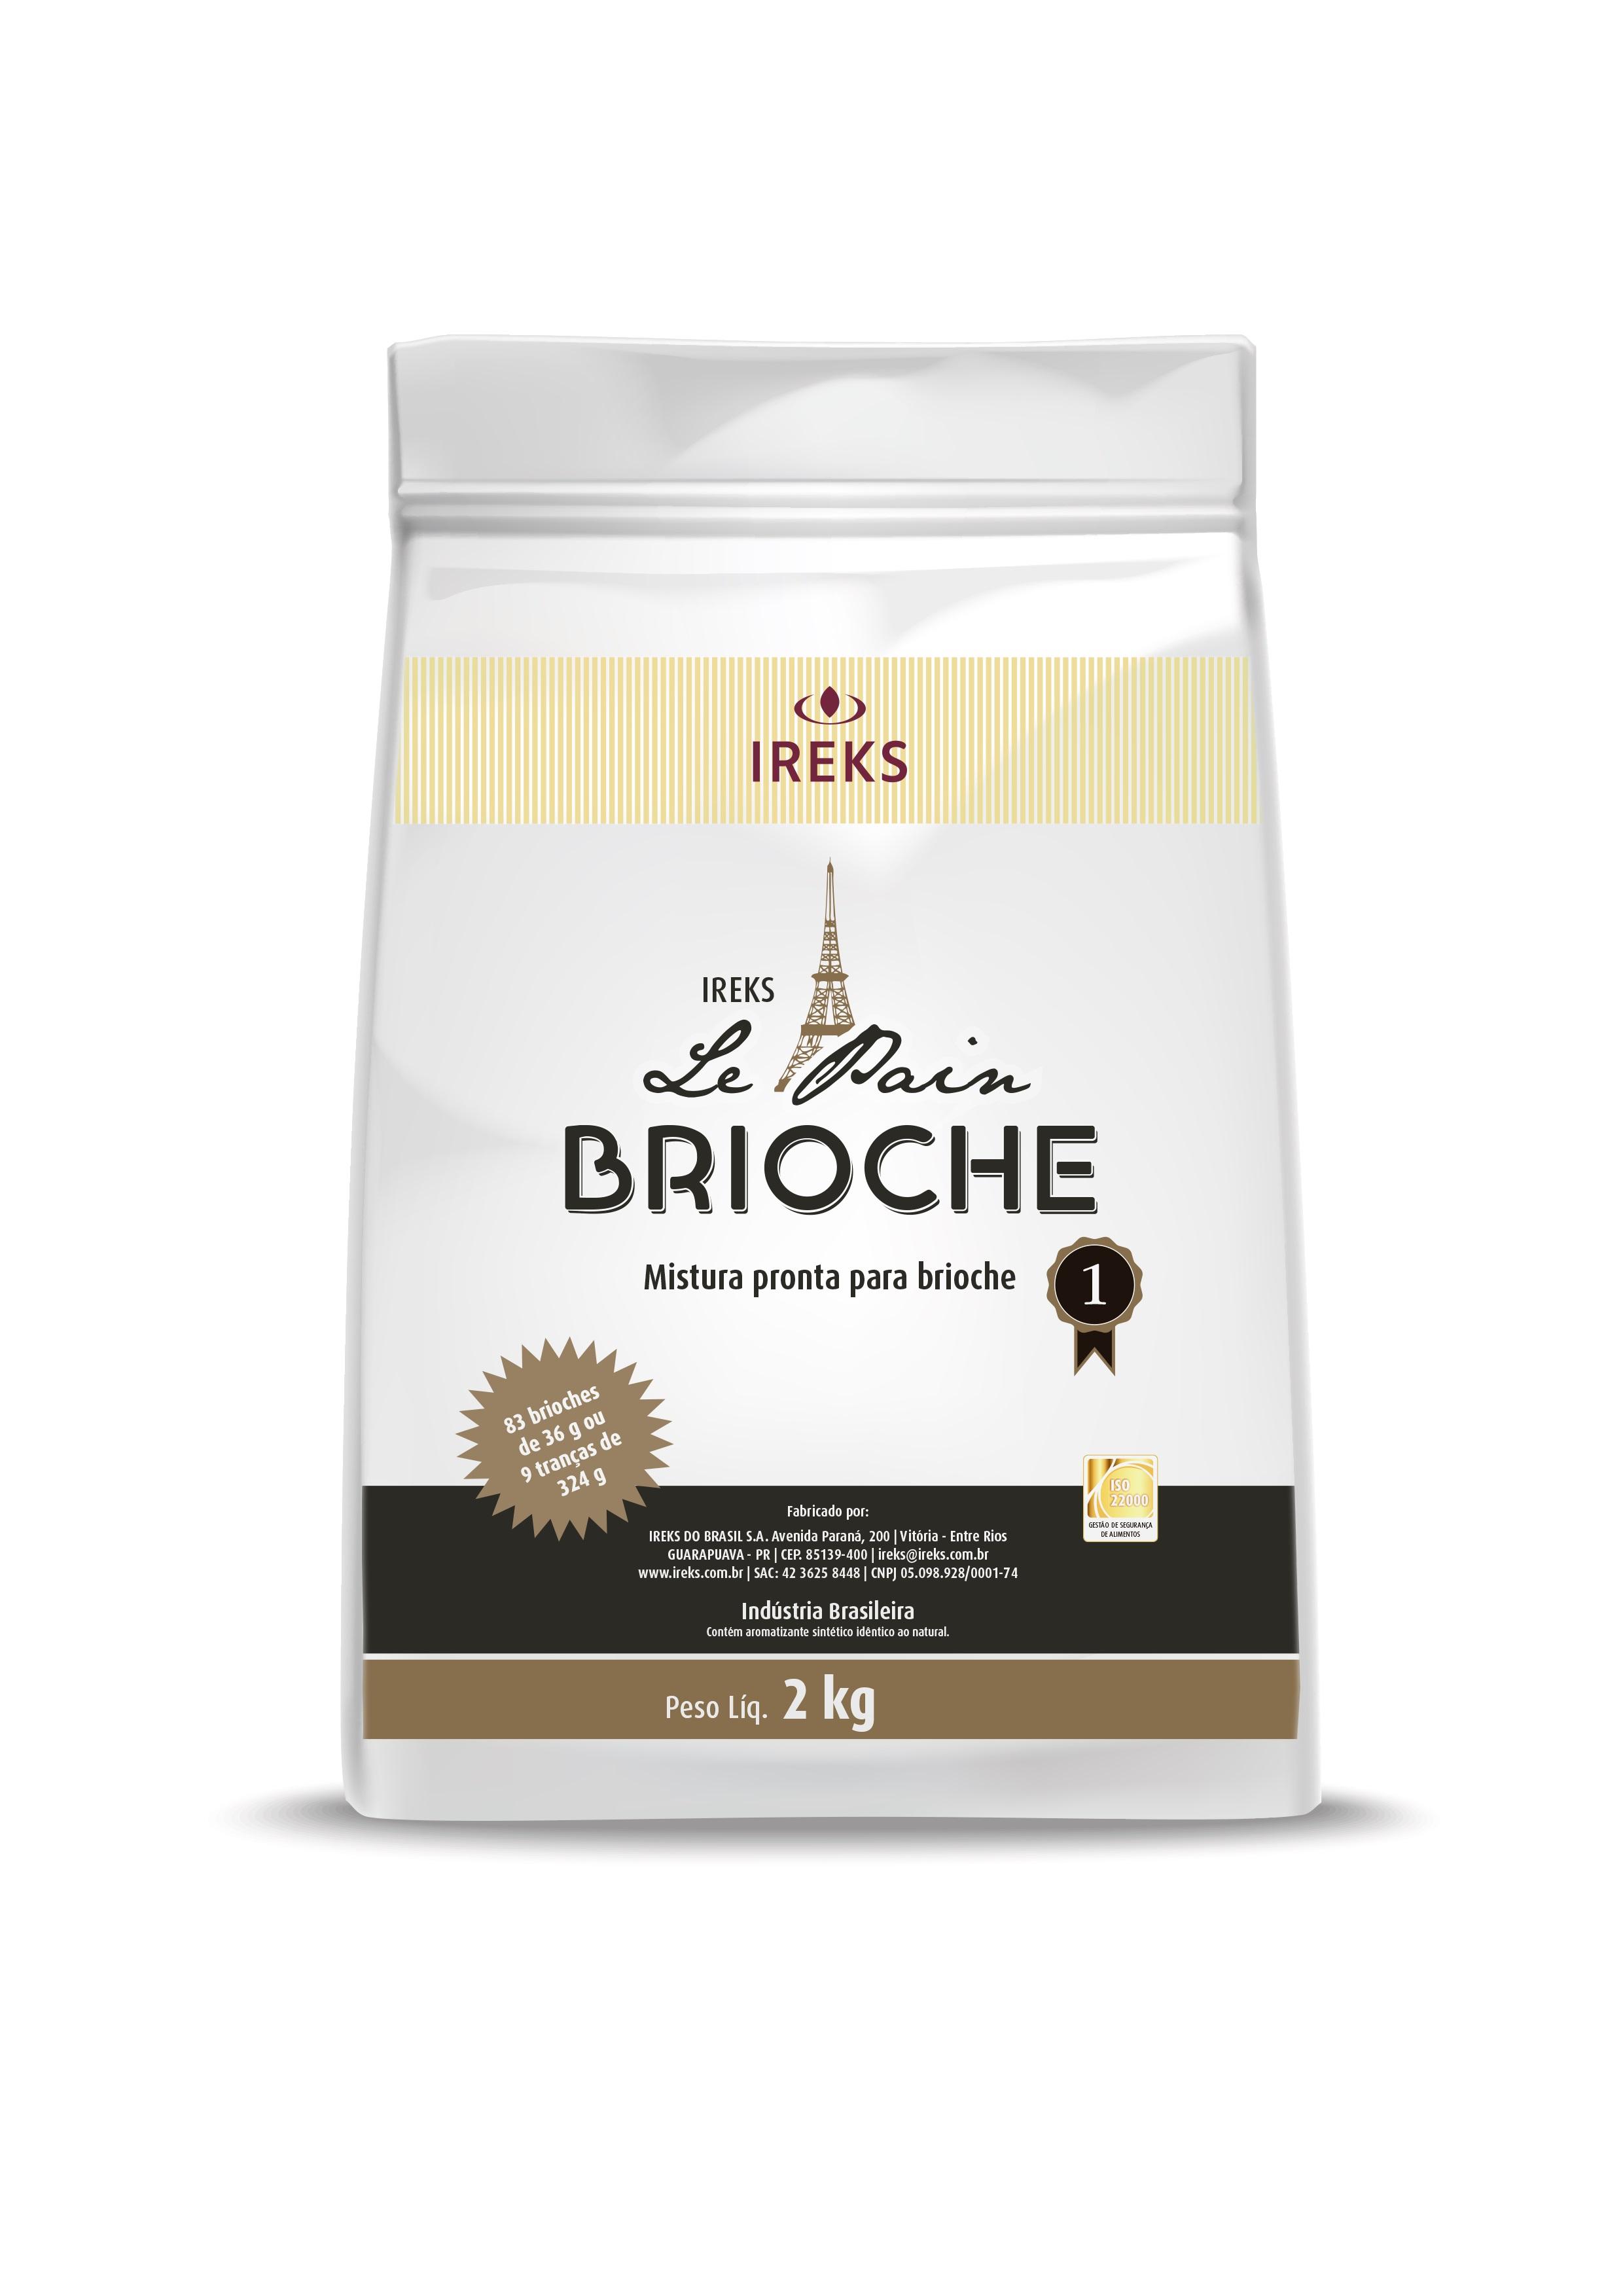 IREKS
IREKS
Le Pain
BRIOCHE
Mistura pronta para brioche
1
83 brioches
de 36 g ou
9 tranças de
324 g
ISO
22000
GESTÃO DE SEGURANÇA
DE ALIMENTOS
Fabricado por:
IREKS DO BRASIL S.A. Avenida Paraná, 200 | Vitória - Entre Rios
GUARAPUAVA - PR | CEP. 85139-400 | ireks@ireks.com.br
www.ireks.com.br | SAC: 42 3625 8448 | CNPJ 05.098.928/0001-74
Indústria Brasileira
Contém aromatizante sintético idêntico ao natural.
Peso Líq. 2 kg